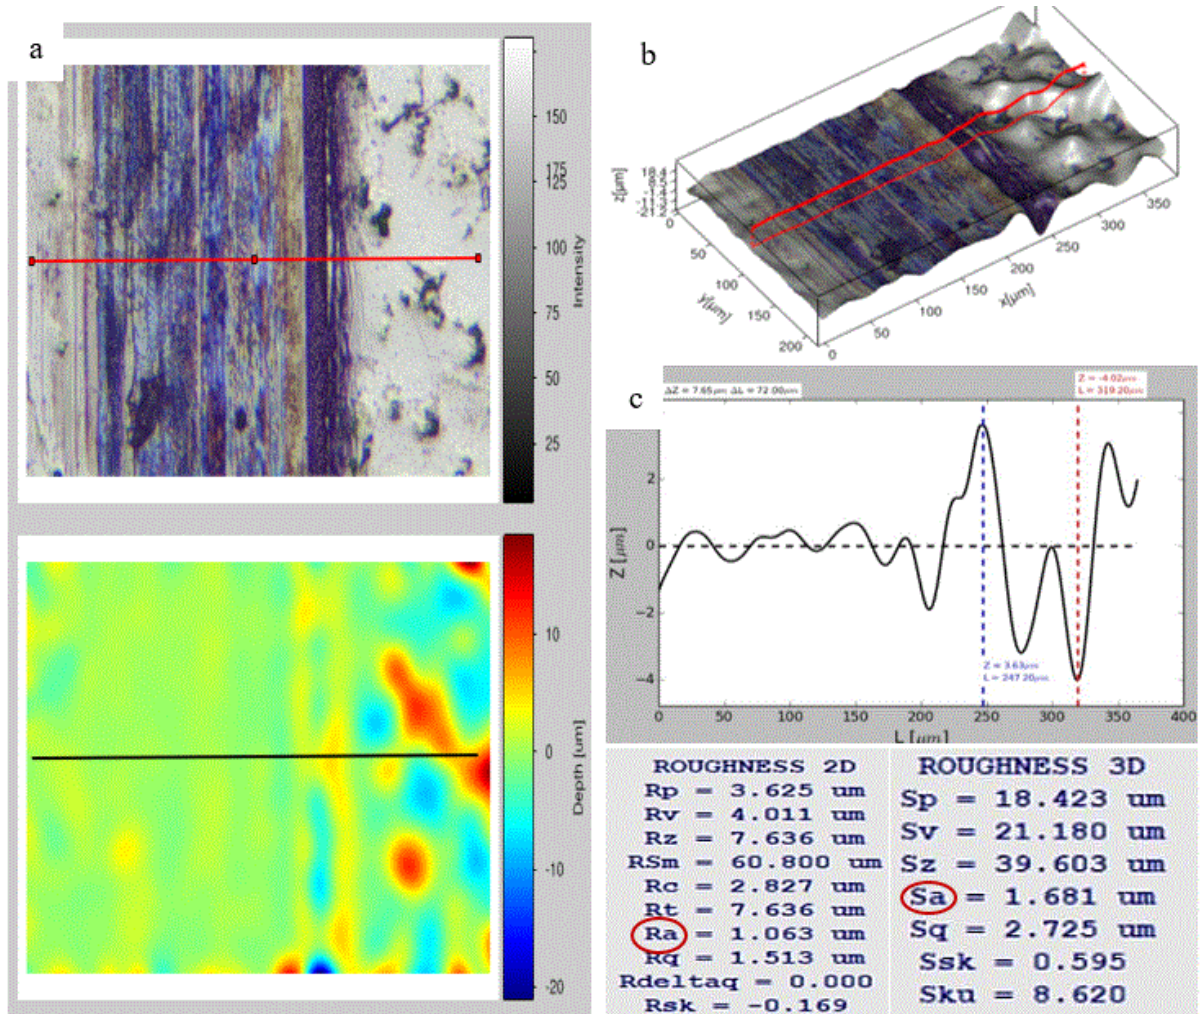 a
150
175
125
100
75
50
25
Intensity
10
0
-10
-20
Depth [um]
b
z[µm]
0
50
100
150
200
y[µm]
0
50
100
150
200
250
300
350
x[µm]
c
ΔZ = 7.65µm ΔL = 72.00µm
Z = -4.02µm
L = 319.20µm
2
0
−2
−4
Z [µm]
Z = 3.63µm
L = 247.20µm
0
50
100
150
200
250
300
350
400
L [µm]
ROUGHNESS 2D
Rp = 3.625 um
Rv = 4.011 um
Rz = 7.636 um
RSm = 60.800 um
Rc = 2.827 um
Rt = 7.636 um
Ra = 1.063 um
Rq = 1.513 um
Rdeltaq = 0.000
Rsk = -0.169
ROUGHNESS 3D
Sp = 18.423 um
Sv = 21.180 um
Sz = 39.603 um
Sa = 1.681 um
Sq = 2.725 um
Ssk = 0.595
Sku = 8.620